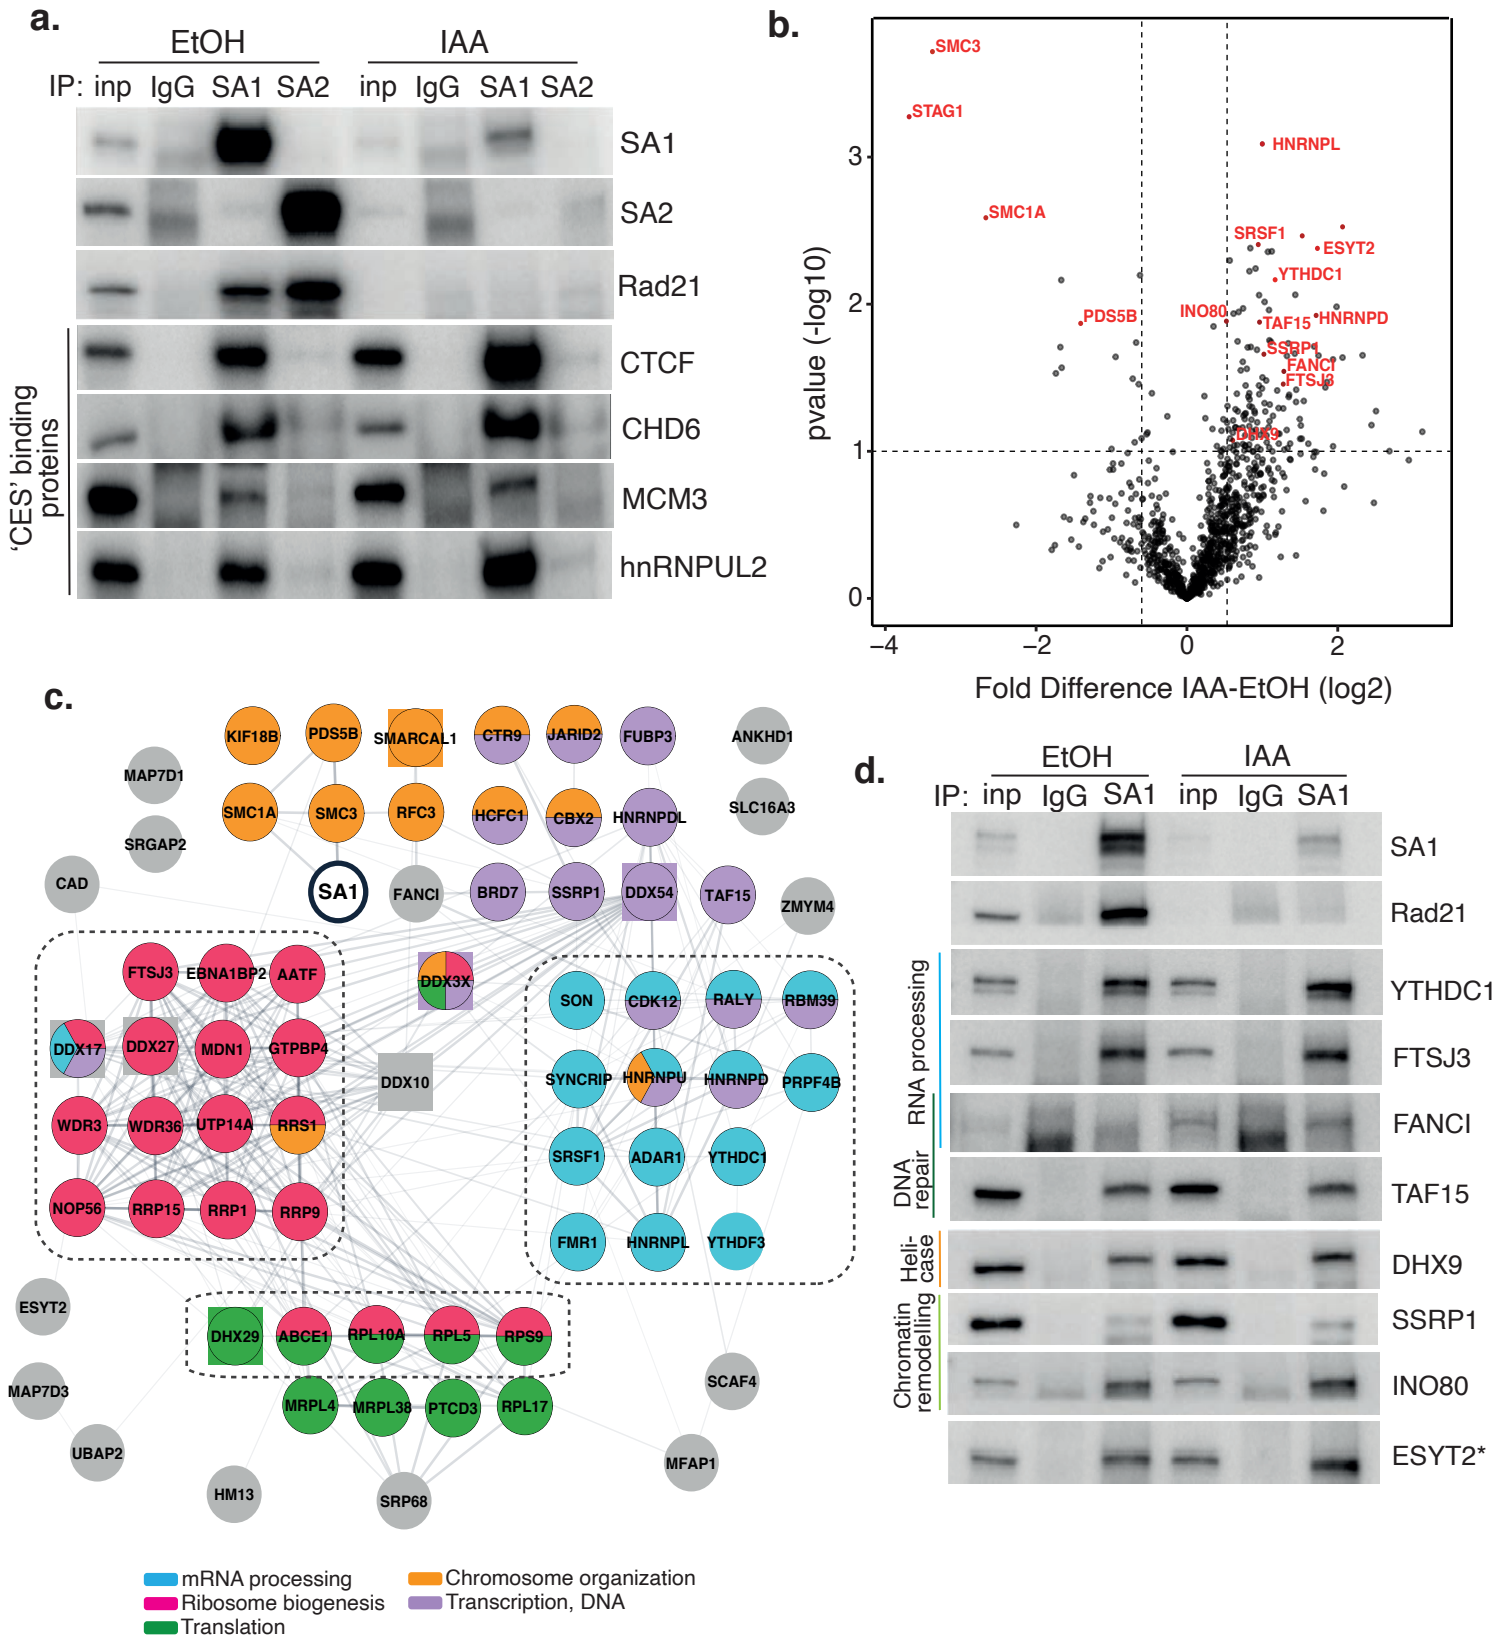 a.
EtOH IAA
IP: inp IgG SA1 SA2 inp IgG SA1 SA2
SA1
SA2
Rad21
CTCF
CHD6
MCM3
hnRNPUL2
'CES' binding
proteins
b.
SMC3
STAG1
HNRNPL
SMC1A
SRSF1
ESYT2
YTHDC1
INO80
PDS5B
TAF15
HNRNPD
SSRP1
FANCI
FTSJ3
DHX9
3
2
1
0
−4 −2 0 2
pvalue (-log10)
Fold Difference IAA-EtOH (log2)
c.
KIF18B PDS5B SMARCAL1 CTR9 JARID2 FUBP3 ANKHD1
MAP7D1
SMC1A SMC3 RFC3 HCFC1 CBX2 HNRNPDL SLC16A3
SRGAP2
CAD SA1 FANCI BRD7 SSRP1 DDX54 TAF15 ZMYM4
FTSJ3 EBNA1BP2 AATF DDX3X
SON CDK12 RALY RBM39
DDX17 DDX27 MDN1 GTPBP4
DDX10 SYNCRIP HNRNPU HNRNPD PRPF4B
WDR3 WDR36 UTP14A RRS1
SRSF1 ADAR1 YTHDC1
NOP56 RRP15 RRP1 RRP9
FMR1 HNRNPL YTHDF3
ESYT2
DHX29 ABCE1 RPL10A RPL5 RPS9
MAP7D3 SCAF4
MRPL4 MRPL38 PTCD3 RPL17
UBAP2 MFAP1
HM13 SRP68
mRNA processing
Ribosome biogenesis
Translation
Chromosome organization
Transcription, DNA
d.
EtOH IAA
IP: inp IgG SA1 inp IgG SA1
SA1
Rad21
YTHDC1
FTSJ3
FANCI
TAF15
DHX9
SSRP1
INO80
ESYT2*
RNA processing
DNA
repair
Heli-
case
Chromatin
remodelling